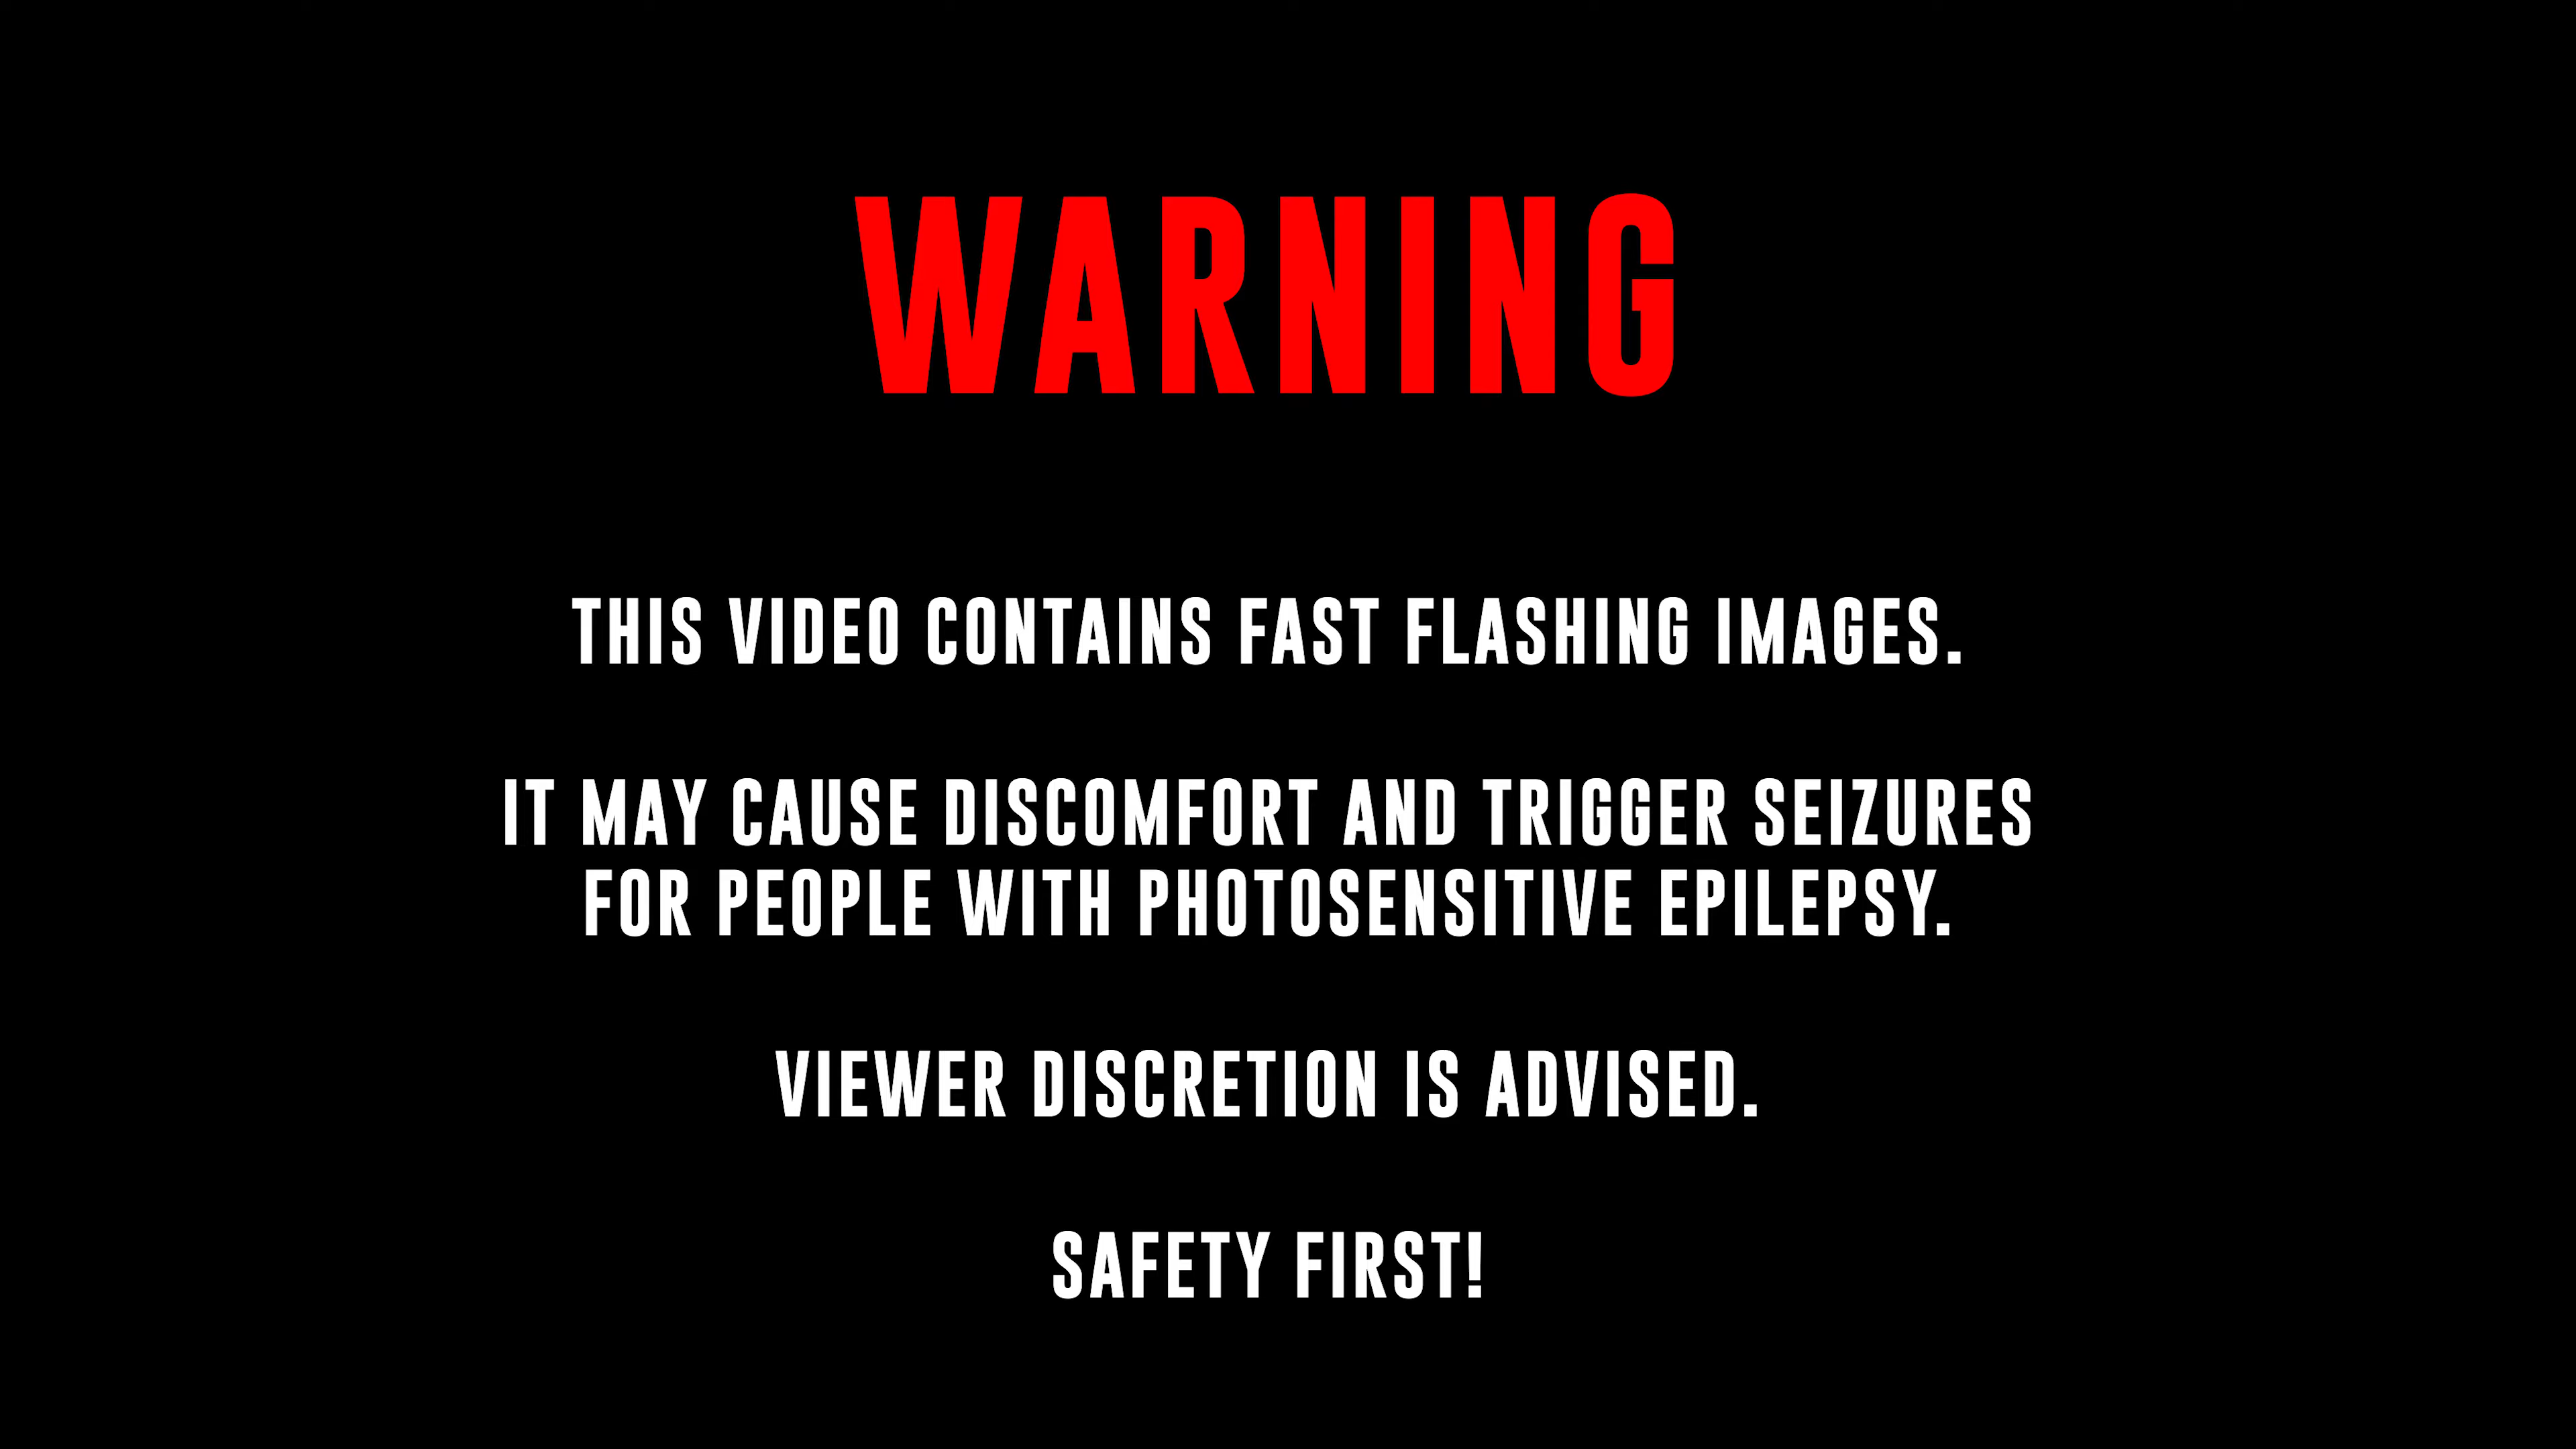 WARNING
THIS VIDEO CONTAINS FAST FLASHING IMAGES.
IT MAY CAUSE DISCOMFORT AND TRIGGER SEIZURES
FOR PEOPLE WITH PHOTOSENSITIVE EPILEPSY.
VIEWER DISCRETION IS ADVISED.
SAFETY FIRST!